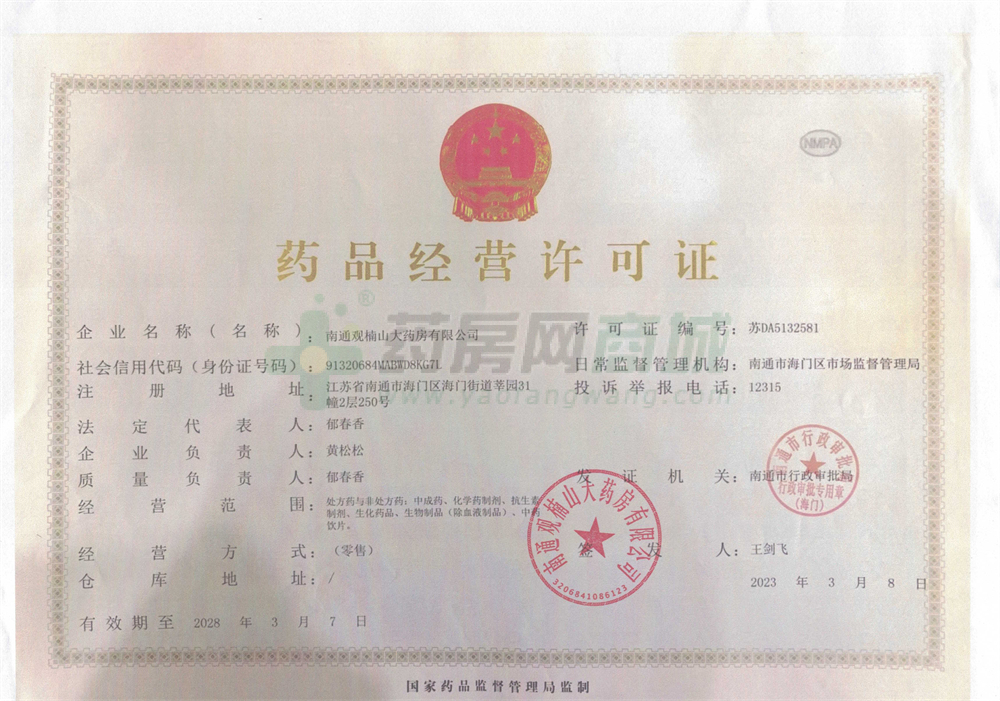 NMPA
药品经营许可证
企业名称(名称): 南通观楠山大药房有限公司
许可证编号: 苏DA5132581
社会信用代码(身份证号码): 91320684MABWD8KG7L
日常监督管理机构: 南通市海门区市场监督管理局
注册地址: 江苏省南通市海门区海门街道莘园31
幢2层250号
投诉举报电话: 12315
法定代表人: 郁春香
企业负责人: 黄松松
质量负责人: 郁春香
发证机关: 南通市行政审批局
经营范围: 处方药与非处方药:中成药、化学药制剂、抗生素
制剂、生化药品、生物制品(除血液制品)、中药
饮片。
经营方式: (零售)
签发人: 王剑飞
仓库地址: /
2023 年 3 月 8 日
有效期至 2028 年 3 月 7 日
国家药品监督管理局监制
南通观楠山大药房有限公司
3206841086123
南通市行政审批局
行政审批专用章
(海门)
药房网商城
®
www.yaofangwang.com